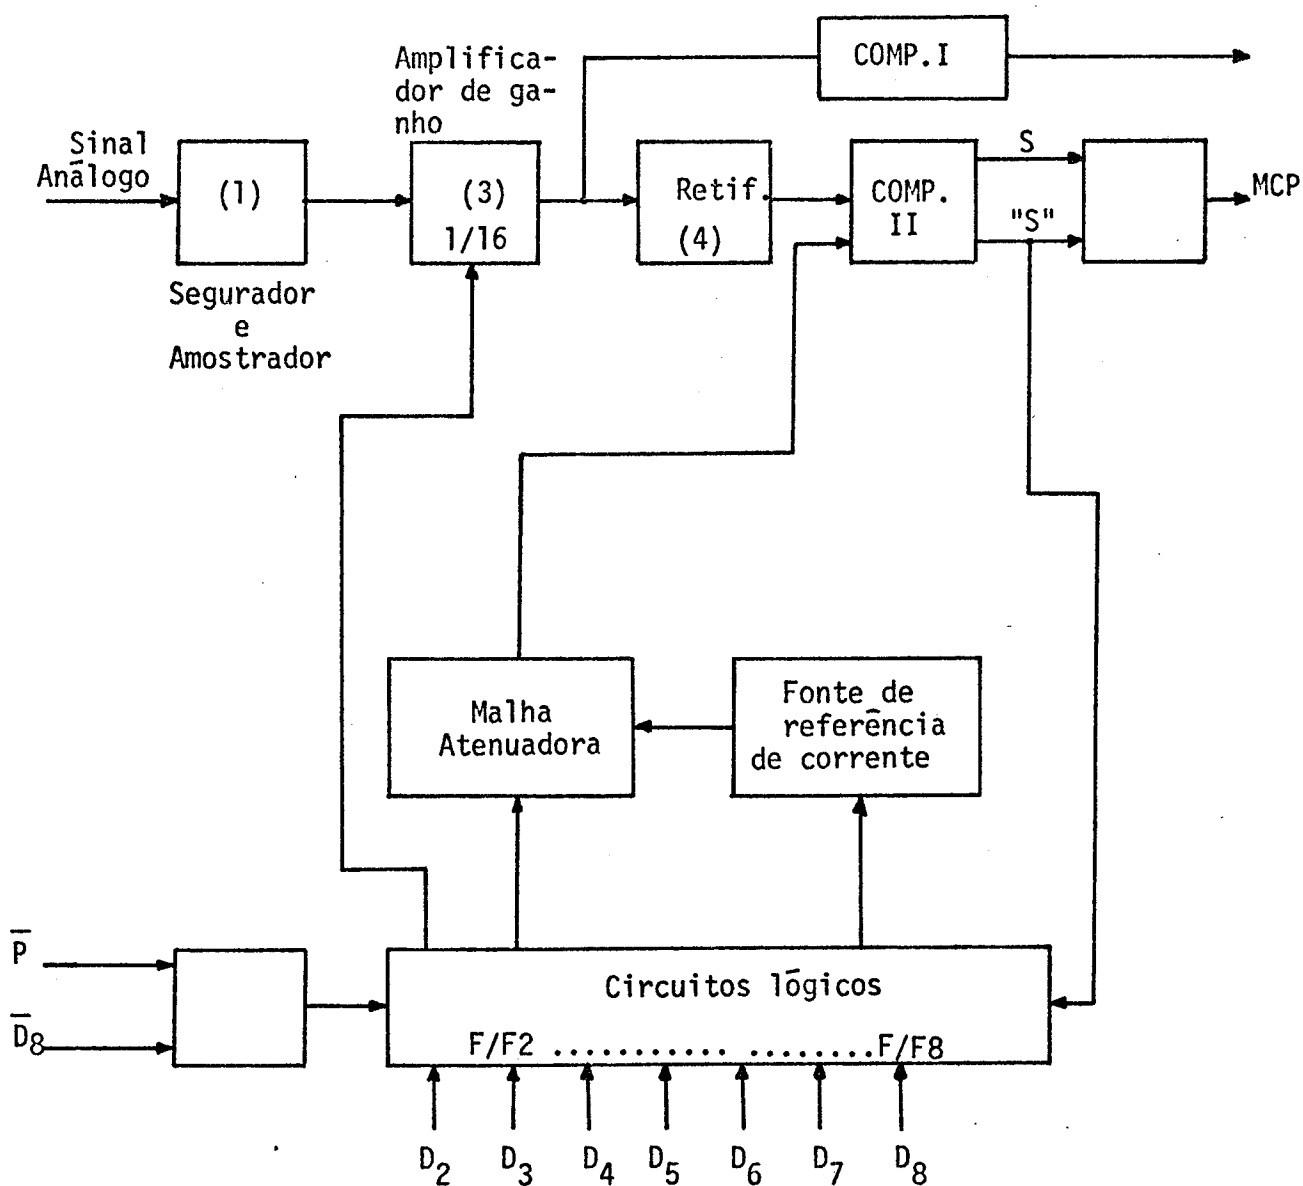 COMP.I
Amplifica-
dor de ga-
nho
Sinal
Análogo
(1)
(3)
1/16
Retif.
(4)
COMP.
II
S
"S"
MCP
Segurador
e
Amostrador
Malha
Atenuadora
Fonte de
referência
de corrente
P̅
D̅8
Circuitos lógicos
F/F2 ........... ........F/F8
D2 D3 D4 D5 D6 D7 D8